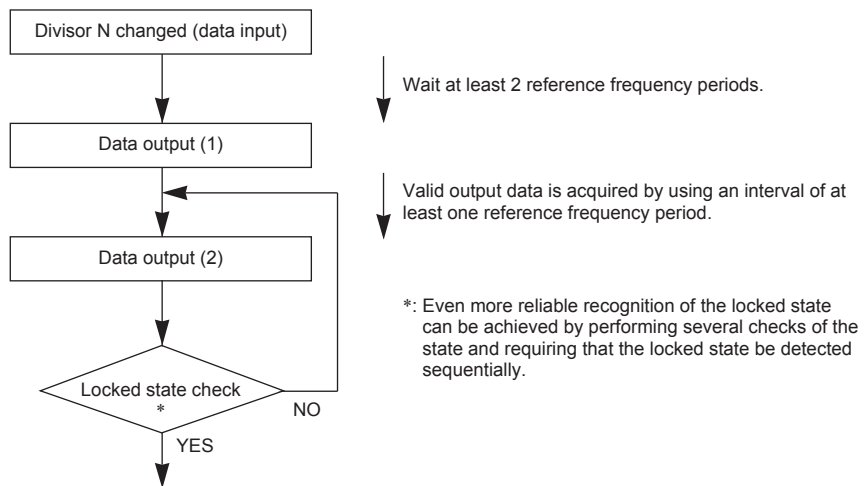 Divisor N changed (data input)
Wait at least 2 reference frequency periods.
Data output (1)
Valid output data is acquired by using an interval of
at least one reference frequency period.
Data output (2)
*: Even more reliable recognition of the locked state
can be achieved by performing several checks of the
state and requiring that the locked state be detected
sequentially.
Locked state check
*
NO
YES